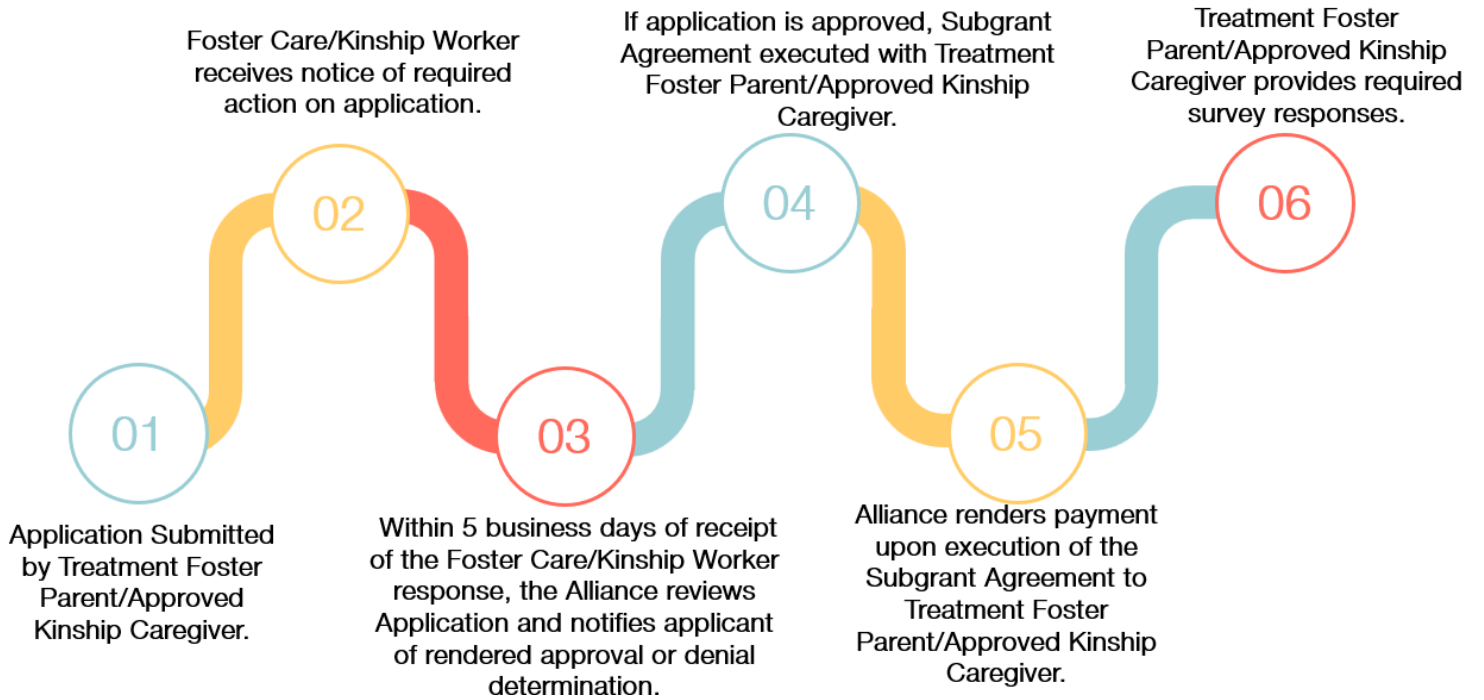 01
Application Submitted
by Treatment Foster
Parent/Approved
Kinship Caregiver.
Foster Care/Kinship Worker
receives notice of required
action on application.
02
03
Within 5 business days of receipt
of the Foster Care/Kinship Worker
response, the Alliance reviews
Application and notifies applicant
of rendered approval or denial
determination.
If application is approved, Subgrant
Agreement executed with Treatment
Foster Parent/Approved Kinship
Caregiver.
04
05
Alliance renders payment
upon execution of the
Subgrant Agreement to
Treatment Foster
Parent/Approved Kinship
Caregiver.
Treatment Foster
Parent/Approved Kinship
Caregiver provides required
survey responses.
06